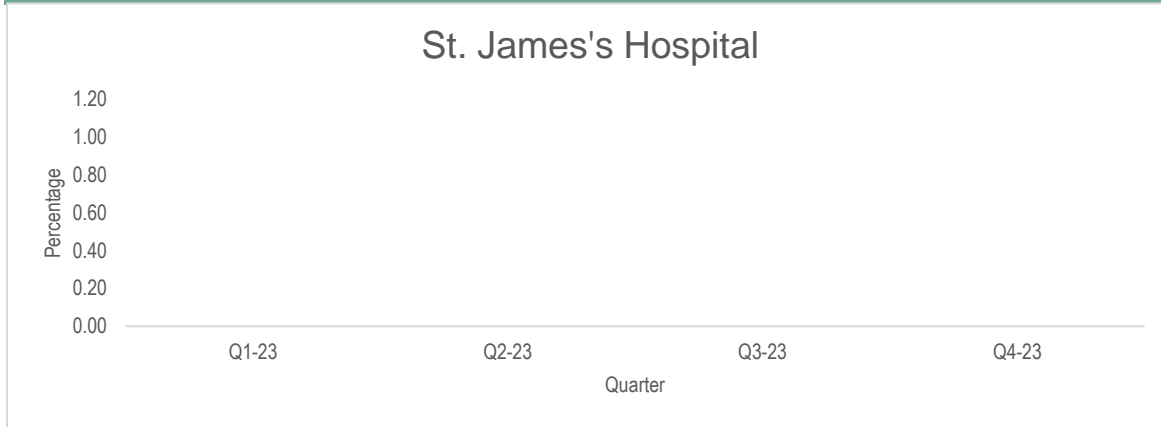 St. James's Hospital
1.20
1.00
0.80
0.60
0.40
0.20
0.00
Percentage
Q1-23 Q2-23 Q3-23 Q4-23
Quarter